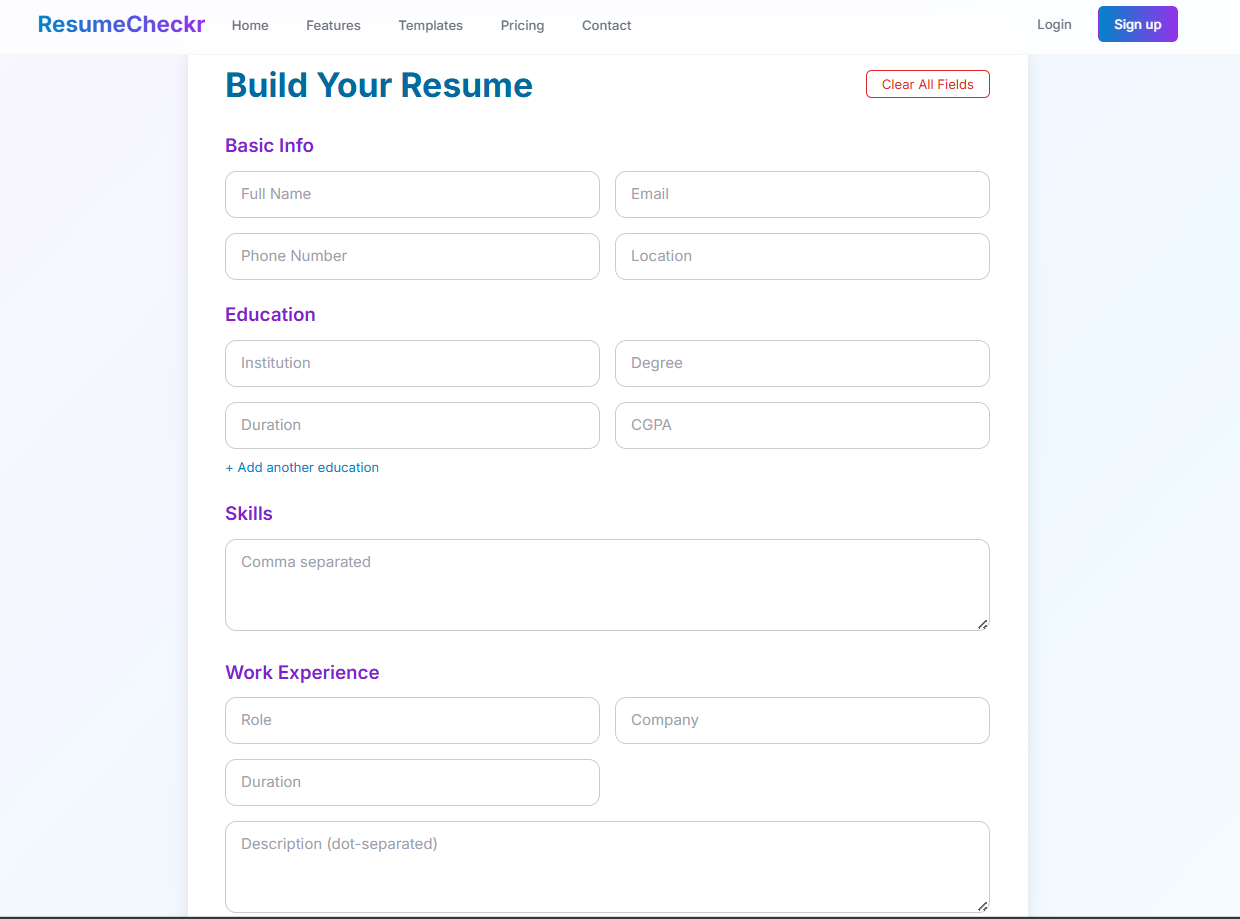 ResumeCheckr Home Features Templates Pricing Contact Login Sign up
Build Your Resume Clear All Fields
Basic Info
Full Name Email
Phone Number Location
Education
Institution Degree
Duration CGPA
+ Add another education
Skills
Comma separated
Work Experience
Role Company
Duration
Description (dot-separated)